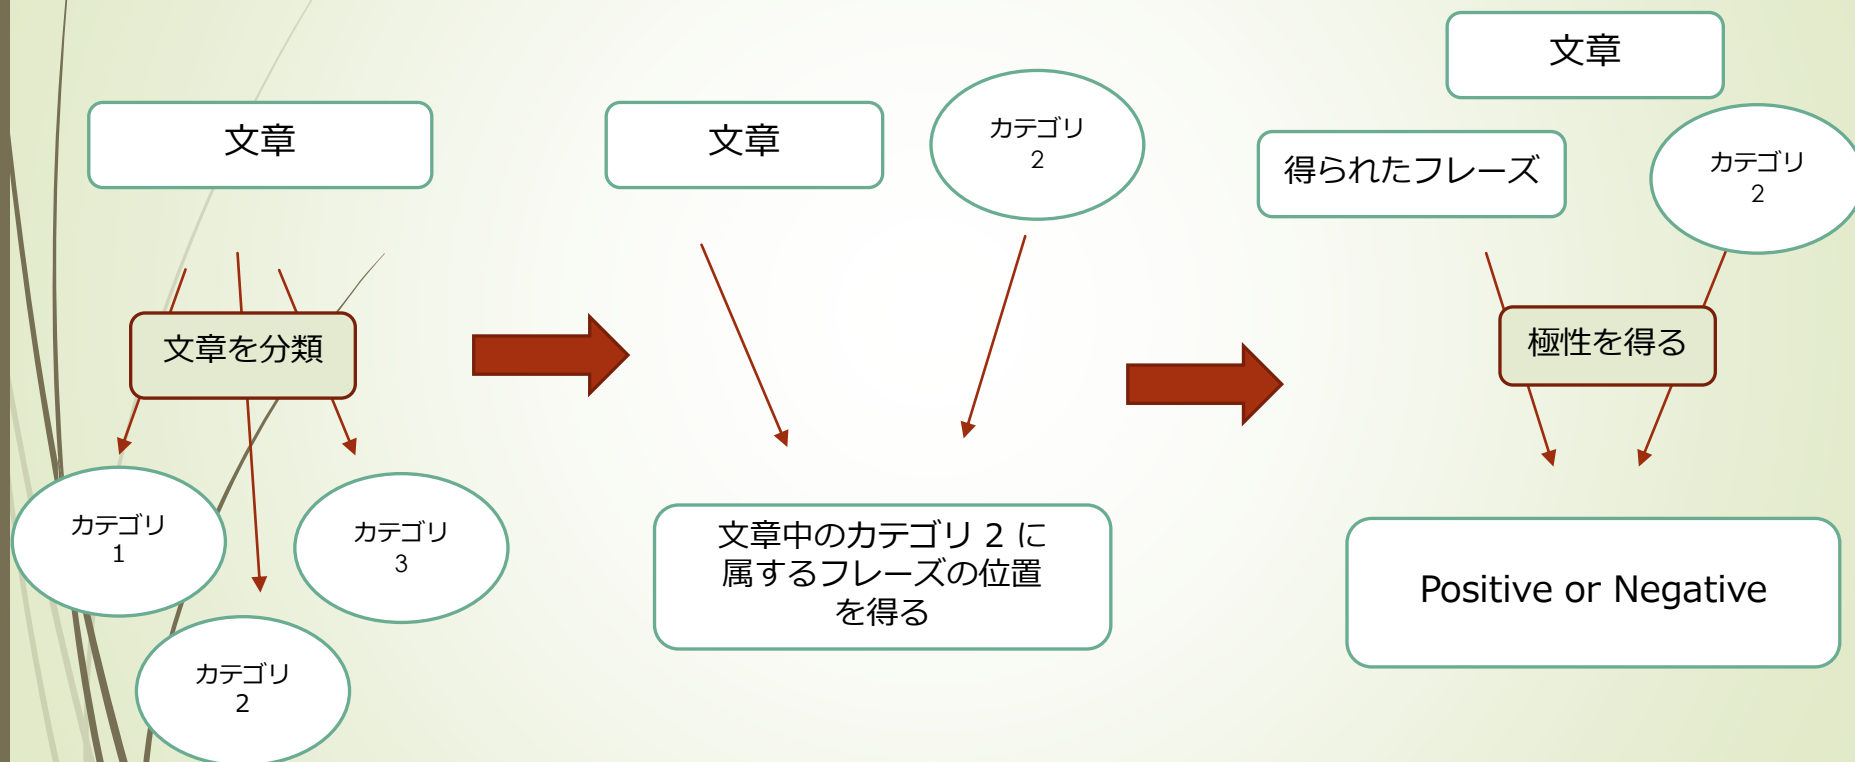 文章
文章を分類
カテゴリ
1
カテゴリ
3
カテゴリ
2
文章
カテゴリ
2
文章中のカテゴリ 2 に
属するフレーズの位置
を得る
文章
得られたフレーズ
カテゴリ
2
極性を得る
Positive or Negative